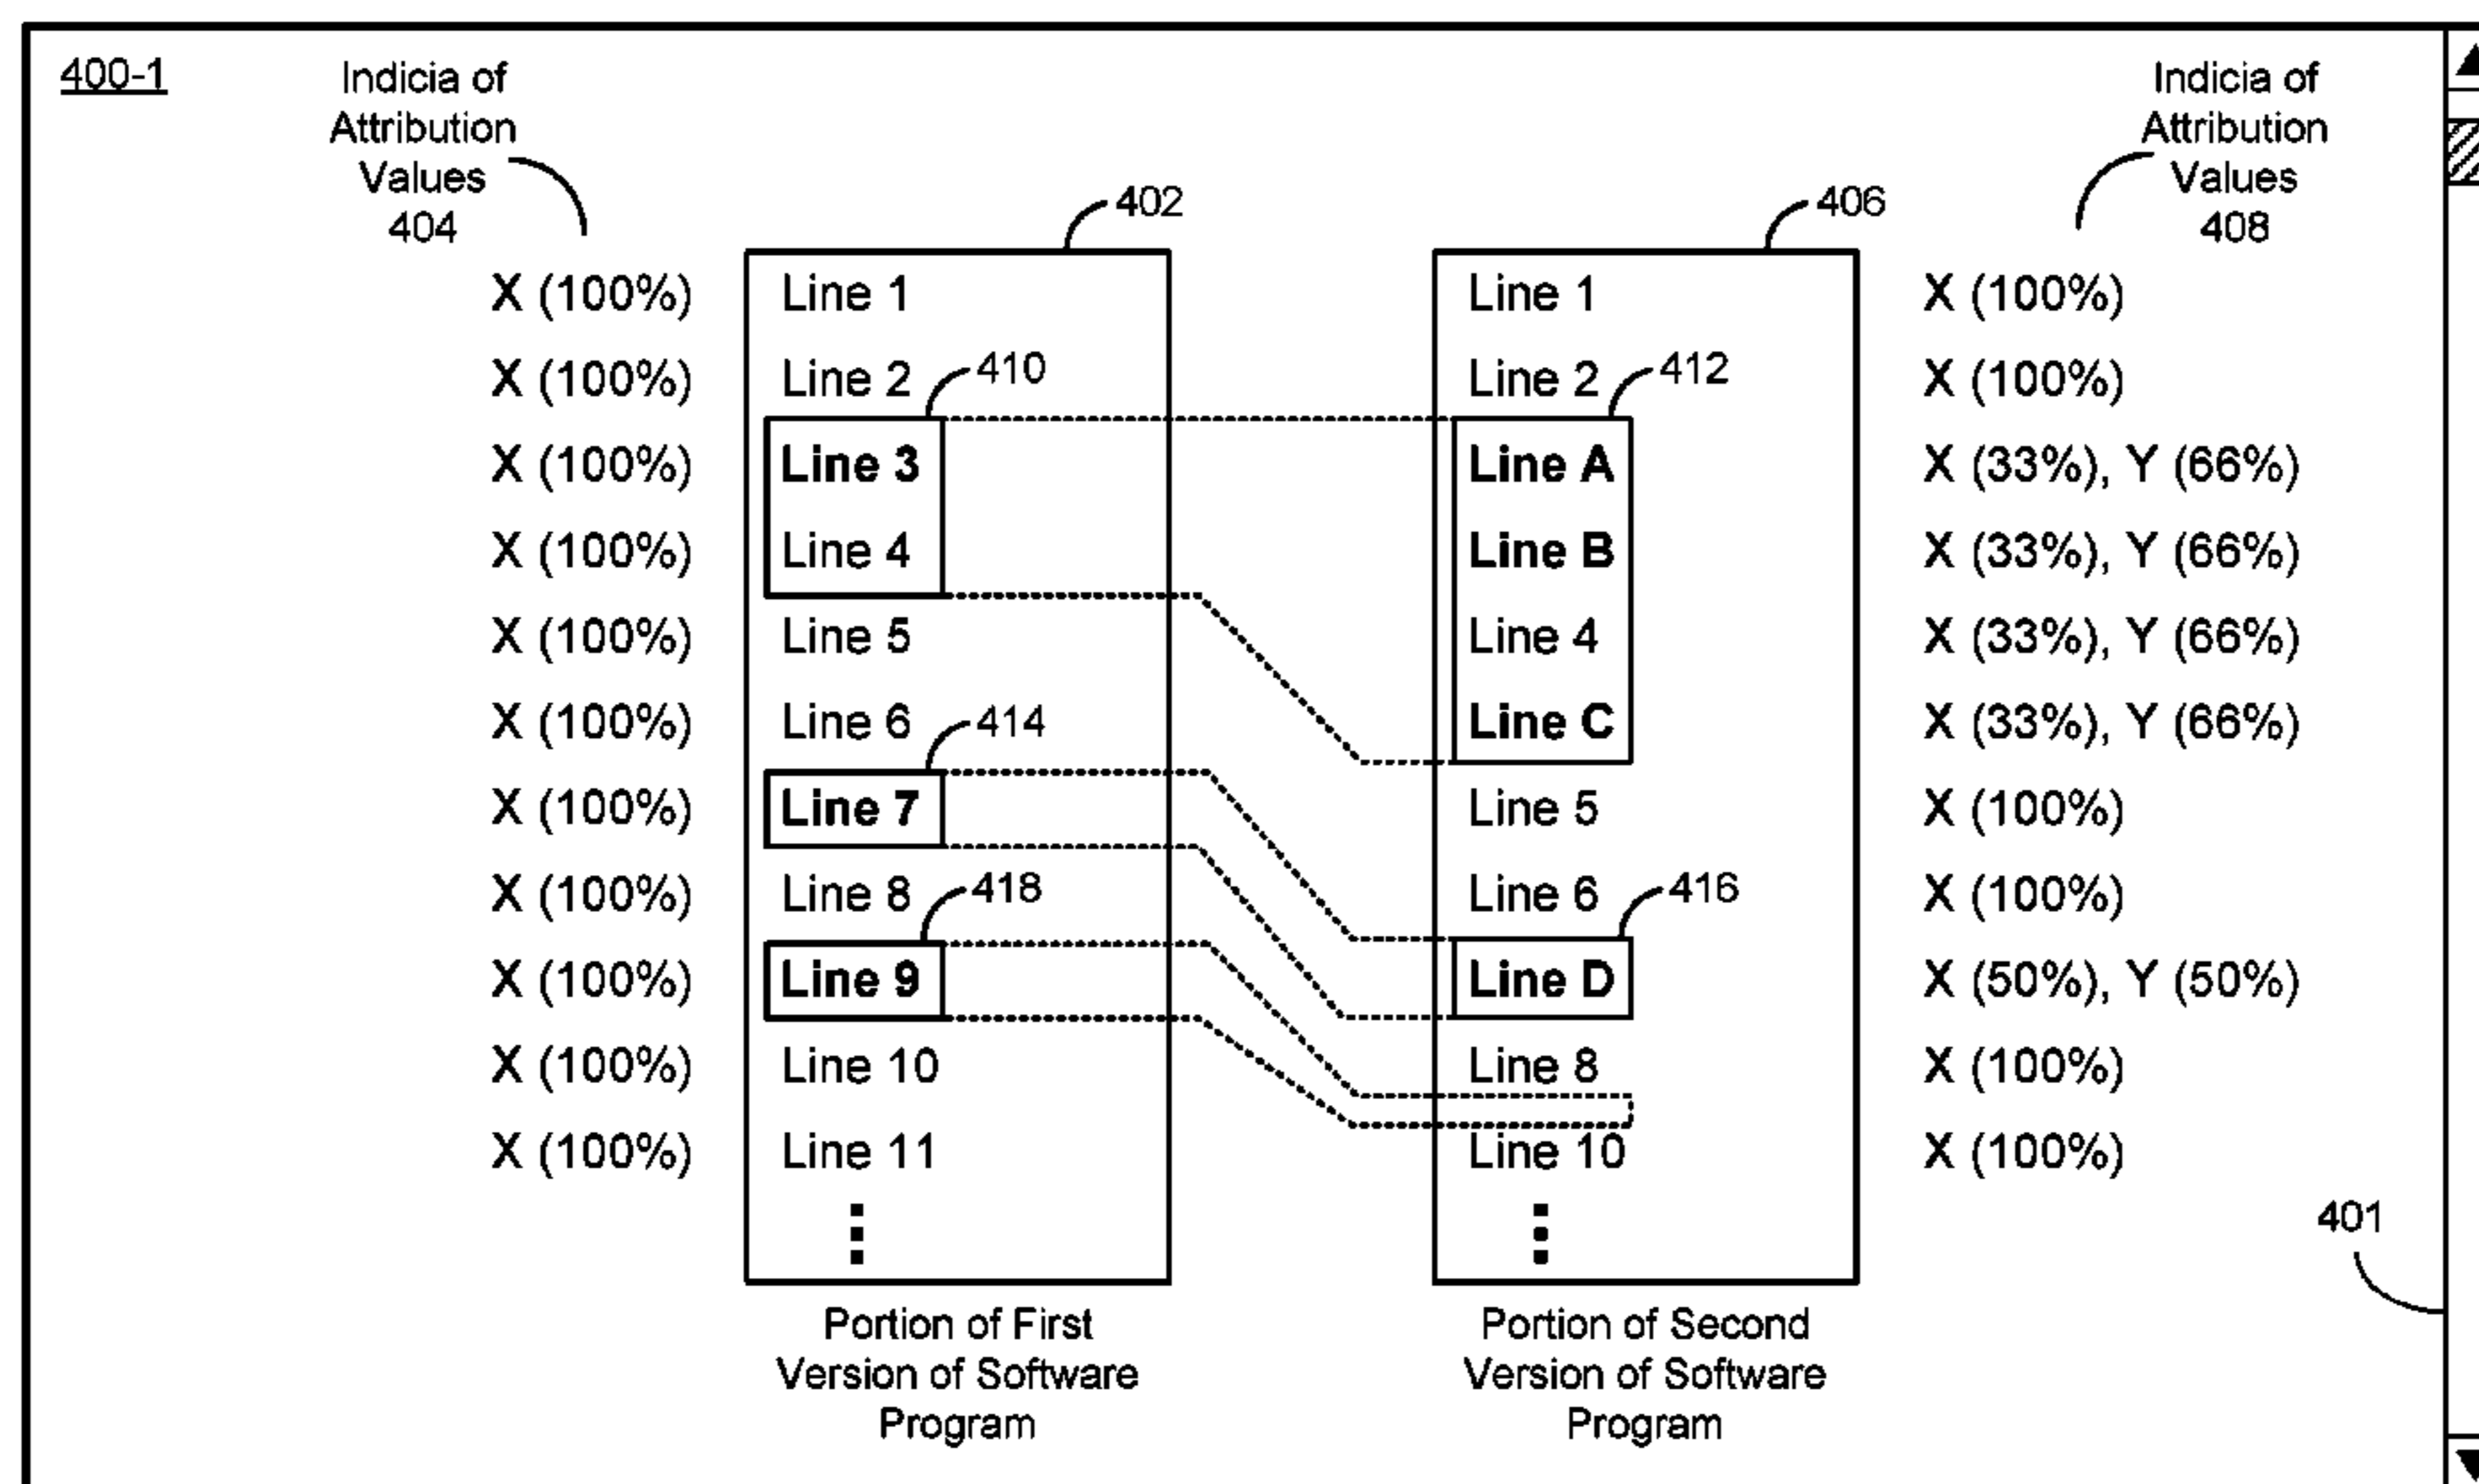 400-1
Indicia of
Attribution
Values
404
Indicia of
Attribution
Values
408
402
406
X (100%) Line 1 Line 1 X (100%)
X (100%) Line 2 410 Line 2 412 X (100%)
X (100%) Line 3 Line A X (33%), Y (66%)
X (100%) Line 4 Line B X (33%), Y (66%)
X (100%) Line 5 Line 4 X (33%), Y (66%)
X (100%) Line 6 414 Line C X (33%), Y (66%)
X (100%) Line 7 Line 5 X (100%)
X (100%) Line 8 418 Line 6 416 X (100%)
X (100%) Line 9 Line D X (50%), Y (50%)
X (100%) Line 10 Line 8 X (100%)
X (100%) Line 11 Line 10 X (100%)
401
Portion of First
Version of Software
Program
Portion of Second
Version of Software
Program